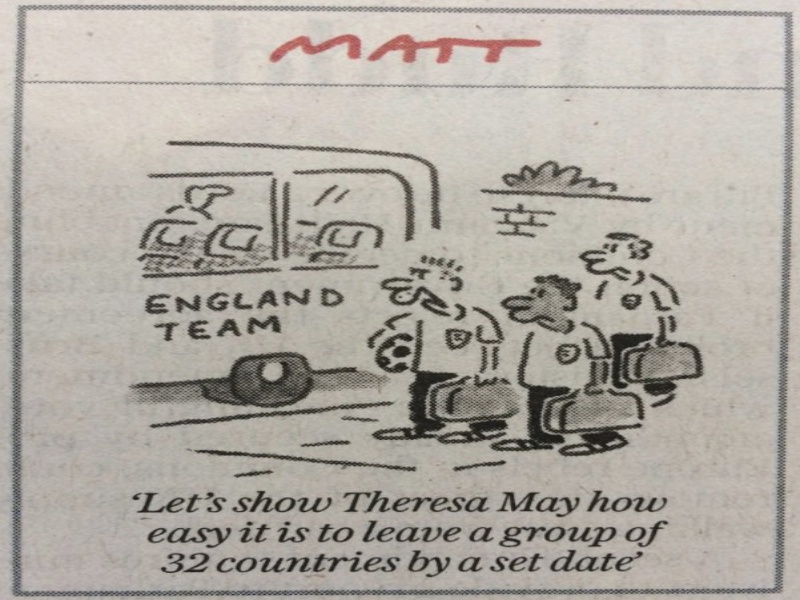 MATT
ENGLAND
TEAM
‘Let’s show Theresa May how
easy it is to leave a group of
32 countries by a set date’